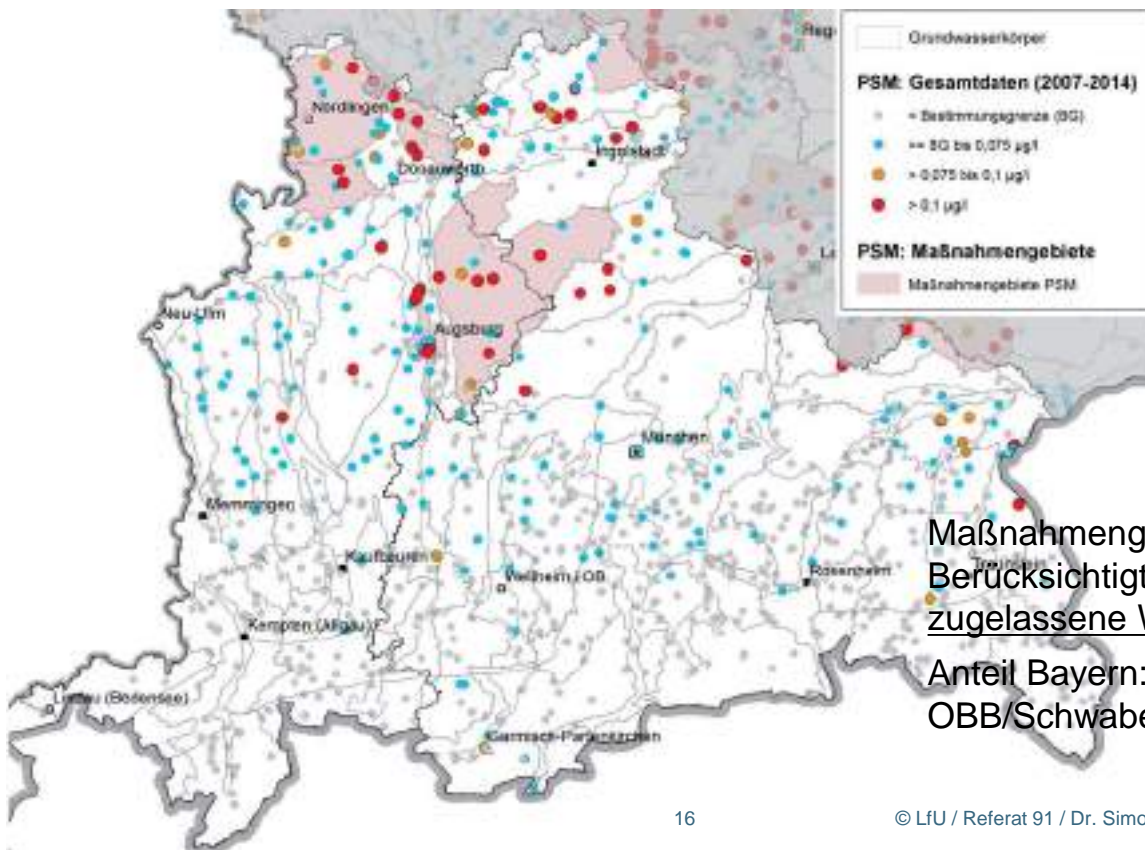 Grundwasserkörper
PSM: Gesamtdaten (2007-2014)
< Bestimmungsgrenze (BG)
>= BG bis 0,075 µg/l
> 0,075 bis 0,1 µg/l
> 0,1 µg/l
PSM: Maßnahmengebiete
Maßnahmengebiete PSM
Nördlingen
Donauwörth
Ingolstadt
Neu-Ulm
Augsburg
München
Memmingen
Kaufbeuren
Weilheim i.OB
Rosenheim
Traunstein
Kempten (Allgäu)
Lindau (Bodensee)
Garmisch-Partenkirchen
Maßnahmeng
Berücksichtigt
zugelassene
Anteil Bayern:
OBB/Schwabe
16
© LfU / Referat 91 / Dr. Simo